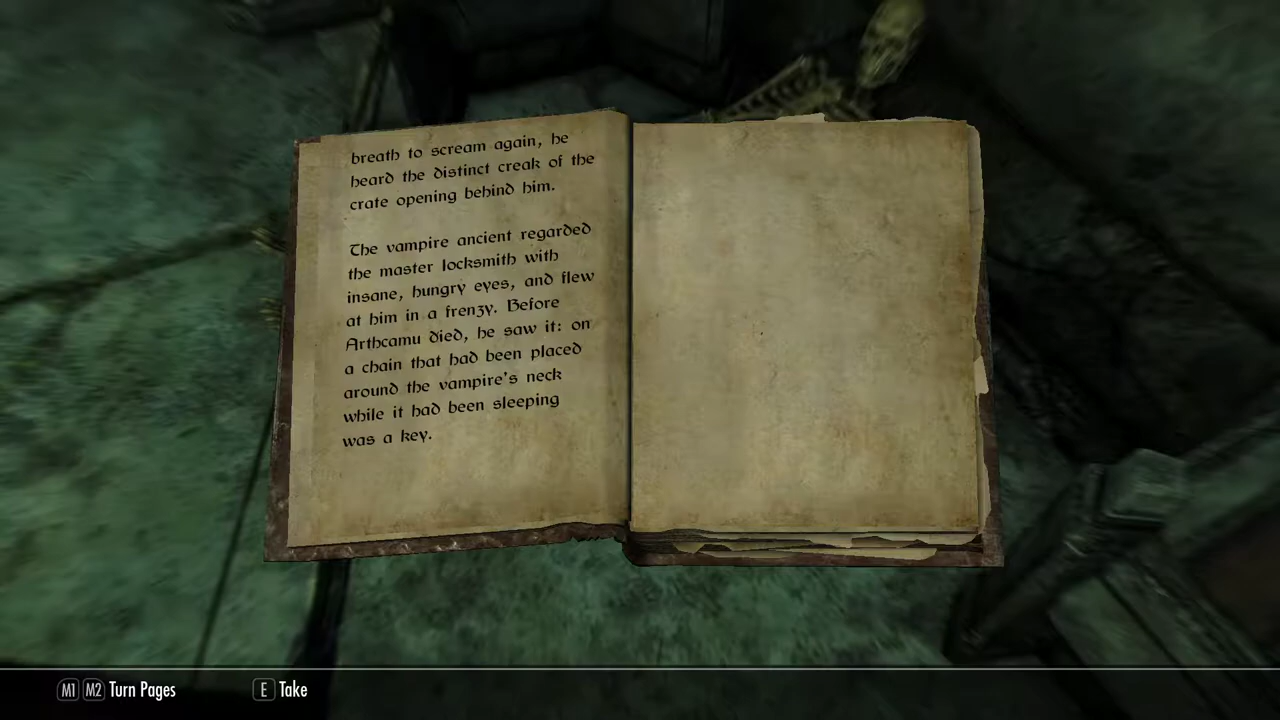 breath to scream again, he
heard the distinct creak of the
crate opening behind him.
The vampire ancient regarded
the master locksmith with
insane, hungry eyes, and flew
at him in a frenzy. Before
Arthcamu died, he saw it: on
a chain that had been placed
around the vampire's neck
while it had been sleeping
was a key.
M1 M2 Turn Pages
E Take